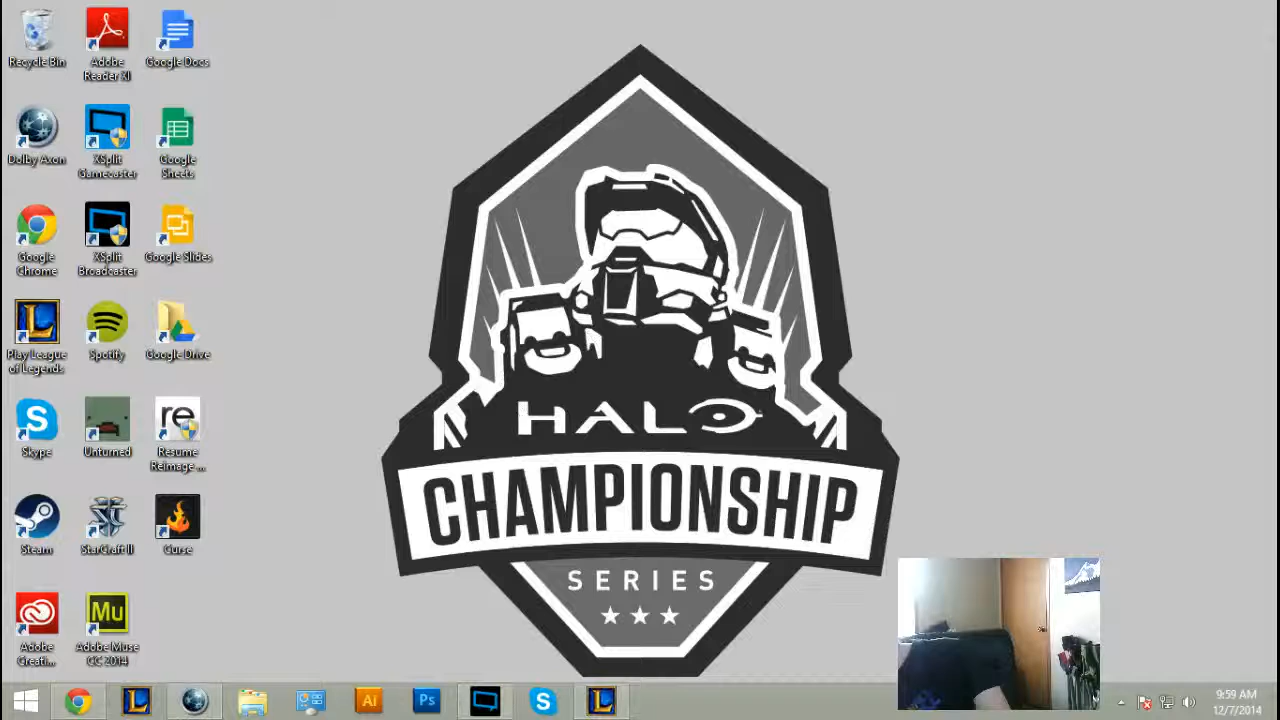 Recycle Bin
Adobe
Reader XI
Google Docs
Dolby Axon
XSplit
Gamecaster
Google
Sheets
Google
Chrome
XSplit
Broadcaster
Google Slides
Play League
of Legends
Spotify
Google Drive
Skype
Unturned
re
Resume
Reimage ...
Steam
StarCraft II
Curse
Adobe
Creati...
Mu
Adobe Muse
CC 2014
HALO
CHAMPIONSHIP
SERIES
Ai
Ps
9:59 AM
12/7/2014